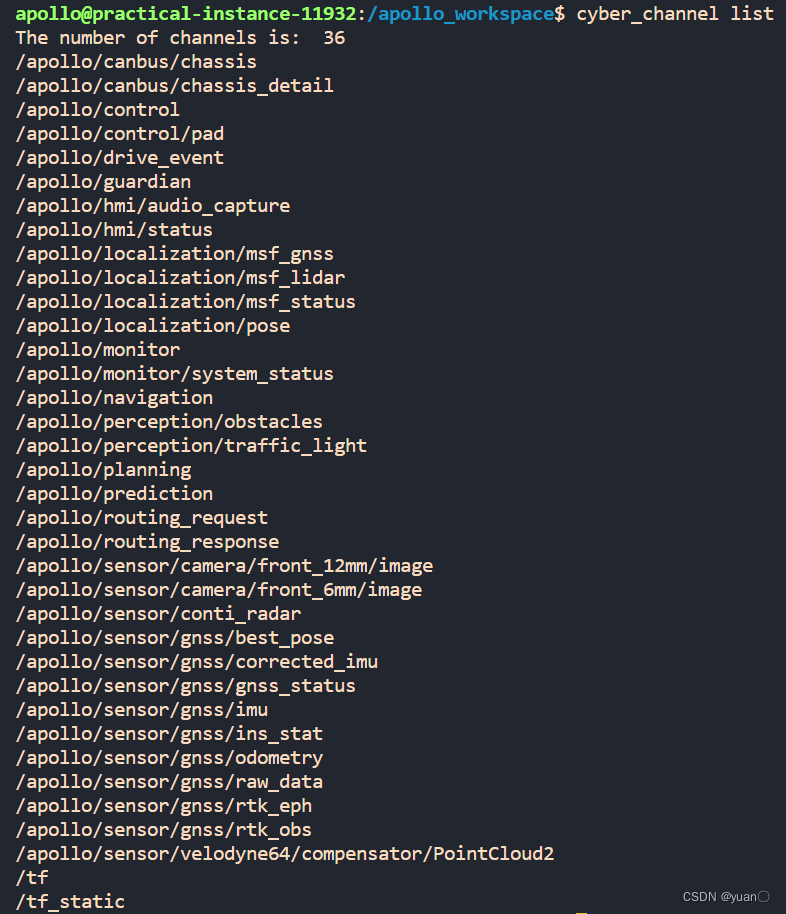 apollo@practical-instance-11932:/apollo_workspace$ cyber_channel list
The number of channels is:  36
/apollo/canbus/chassis
/apollo/canbus/chassis_detail
/apollo/control
/apollo/control/pad
/apollo/drive_event
/apollo/guardian
/apollo/hmi/audio_capture
/apollo/hmi/status
/apollo/localization/msf_gnss
/apollo/localization/msf_lidar
/apollo/localization/msf_status
/apollo/localization/pose
/apollo/monitor
/apollo/monitor/system_status
/apollo/navigation
/apollo/perception/obstacles
/apollo/perception/traffic_light
/apollo/planning
/apollo/prediction
/apollo/routing_request
/apollo/routing_response
/apollo/sensor/camera/front_12mm/image
/apollo/sensor/camera/front_6mm/image
/apollo/sensor/conti_radar
/apollo/sensor/gnss/best_pose
/apollo/sensor/gnss/corrected_imu
/apollo/sensor/gnss/gnss_status
/apollo/sensor/gnss/imu
/apollo/sensor/gnss/ins_stat
/apollo/sensor/gnss/odometry
/apollo/sensor/gnss/raw_data
/apollo/sensor/gnss/rtk_eph
/apollo/sensor/gnss/rtk_obs
/apollo/sensor/velodyne64/compensator/PointCloud2
/tf
/tf_static
CSDN @yuan〇